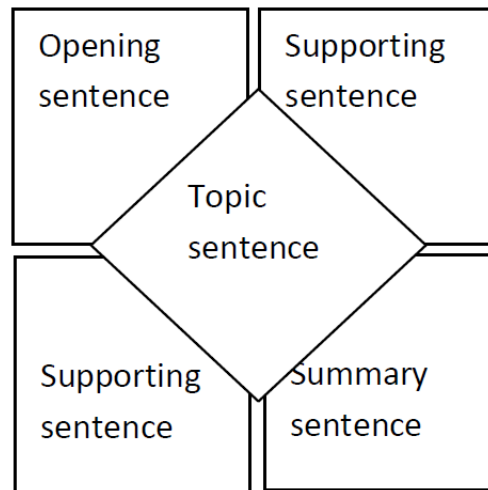 Opening
sentence
Supporting
sentence
Topic
sentence
Supporting
sentence
Summary
sentence